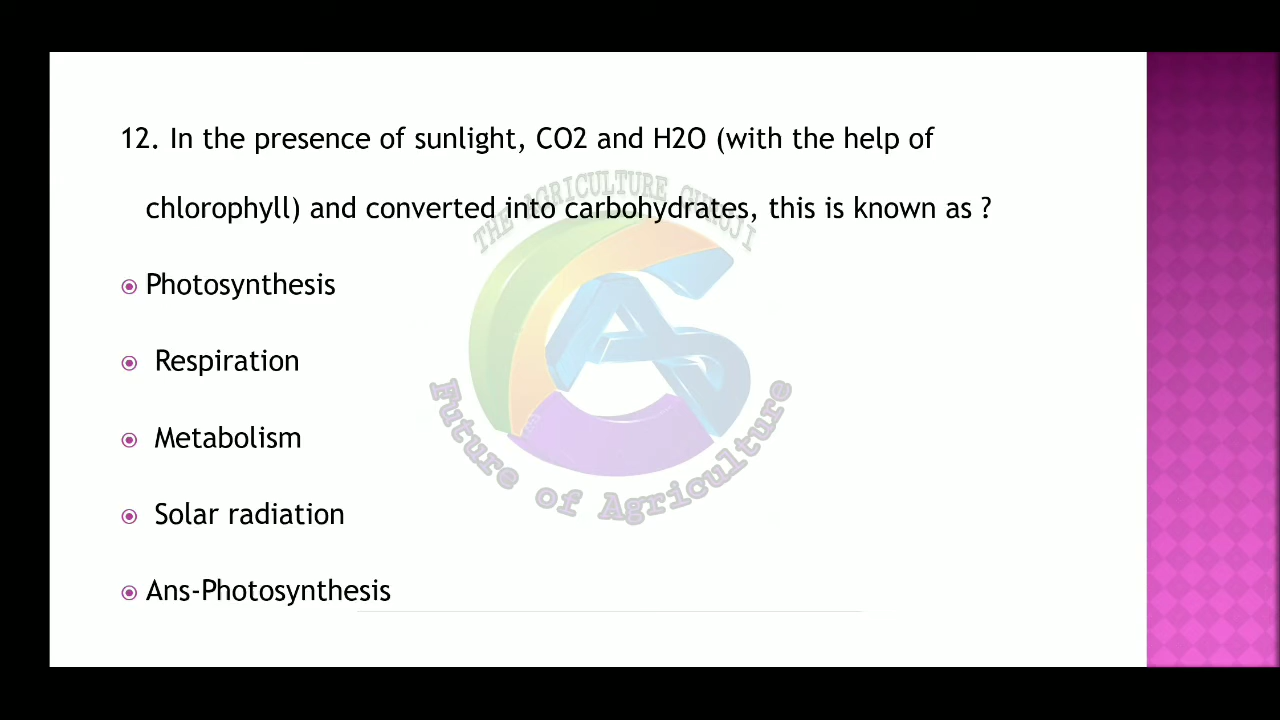 12. In the presence of sunlight, CO2 and H2O (with the help of
chlorophyll) and converted into carbohydrates, this is known as ?
THE AGRICULTURE GURUJI
Photosynthesis
Respiration
Metabolism
Solar radiation
Future of Agriculture
Ans-Photosynthesis